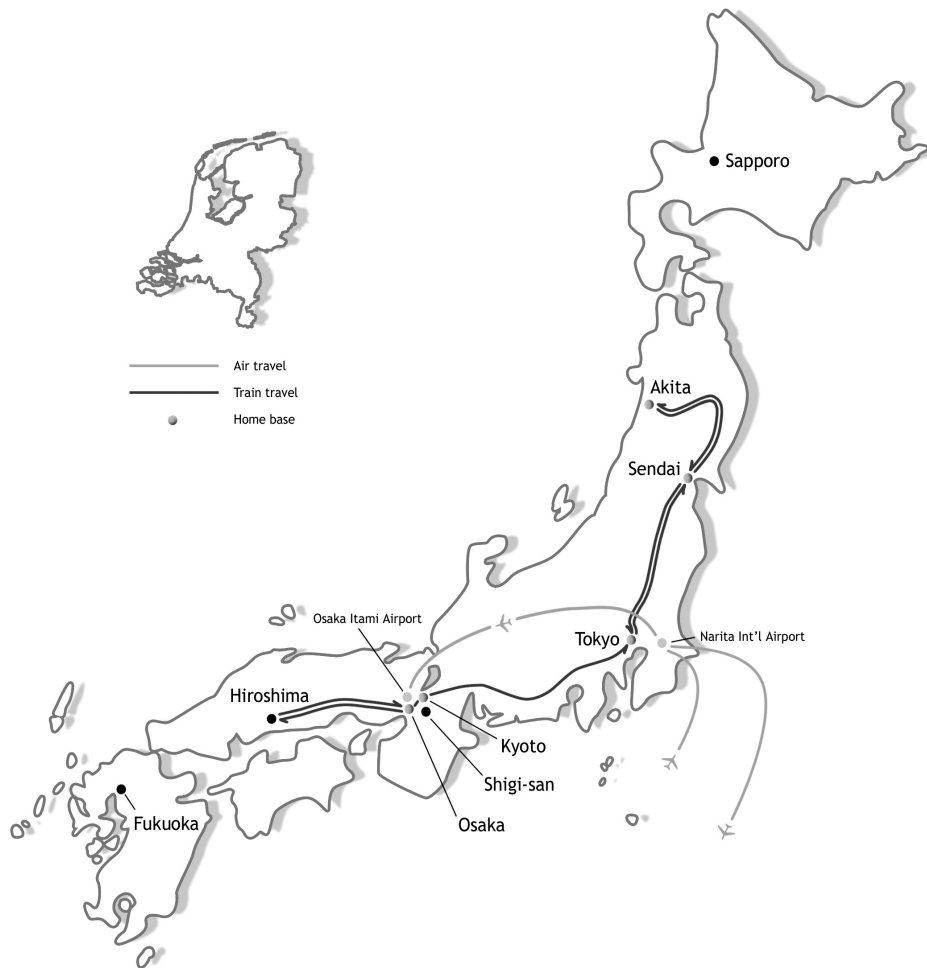 Sapporo
Air travel
Train travel
Home base
Akita
Sendai
Osaka Itami Airport
Tokyo
Narita Int'l Airport
Hiroshima
Kyoto
Shigi-san
Fukuoka
Osaka